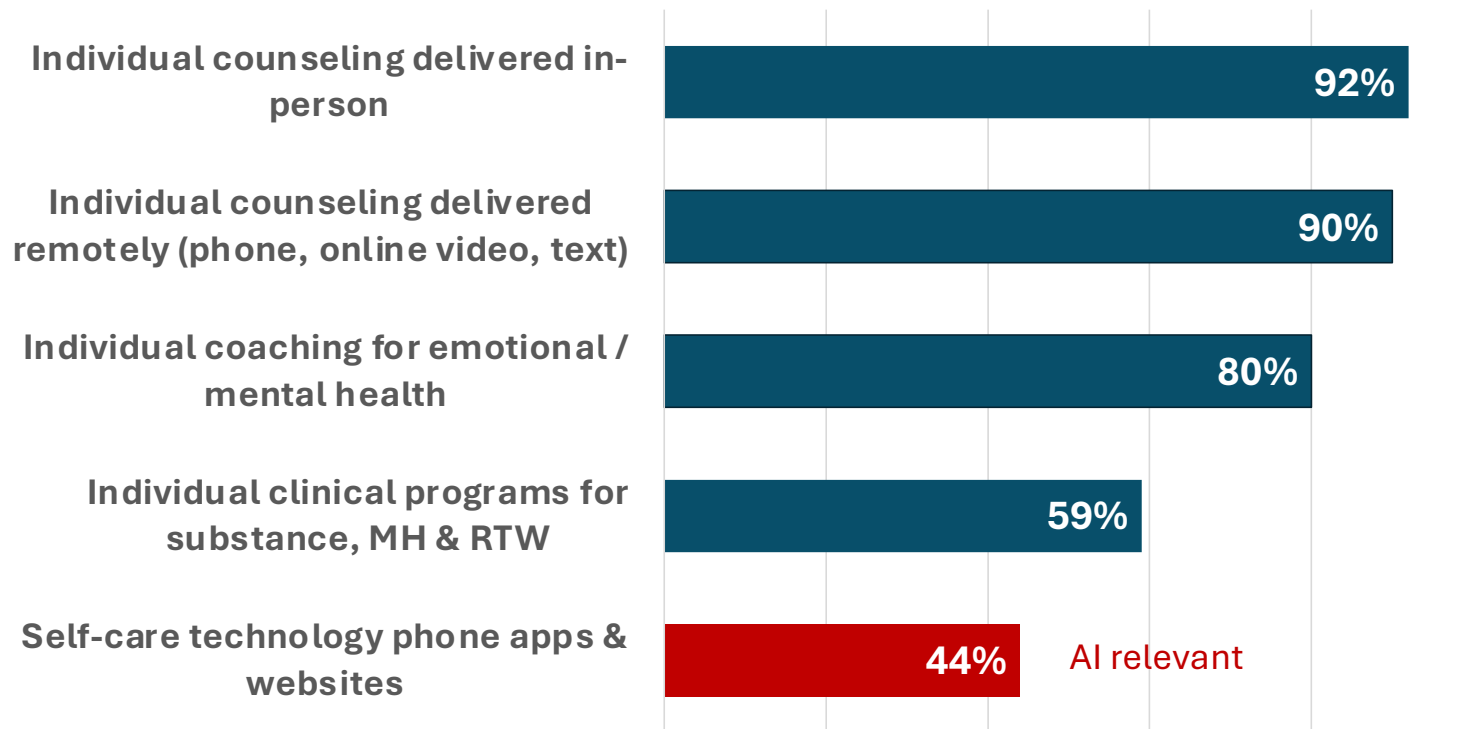 Individual counseling delivered in-
person
92%
Individual counseling delivered
remotely (phone, online video, text)
90%
Individual coaching for emotional /
mental health
80%
Individual clinical programs for
substance, MH & RTW
59%
Self-care technology phone apps &
websites
44%
AI relevant